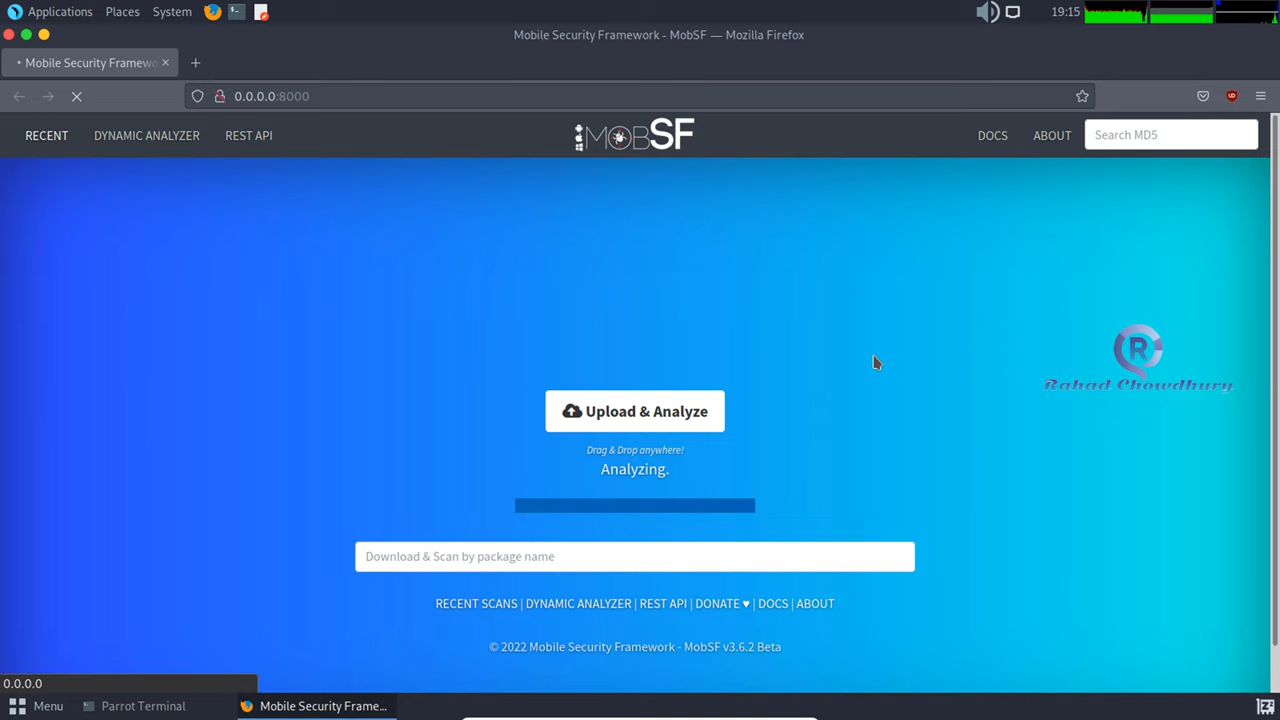 Applications Places System 19:15
Mobile Security Framework - MobSF — Mozilla Firefox
Mobile Security Framewo
0.0.0.0:8000
RECENT DYNAMIC ANALYZER REST API MOBSF DOCS ABOUT Search MD5
R
Rahad Chowdhury
Upload & Analyze
Drag & Drop anywhere!
Analyzing.
Download & Scan by package name
RECENT SCANS | DYNAMIC ANALYZER | REST API | DONATE ♥ | DOCS | ABOUT
© 2022 Mobile Security Framework - MobSF v3.6.2 Beta
0.0.0.0
Menu Parrot Terminal Mobile Security Frame...